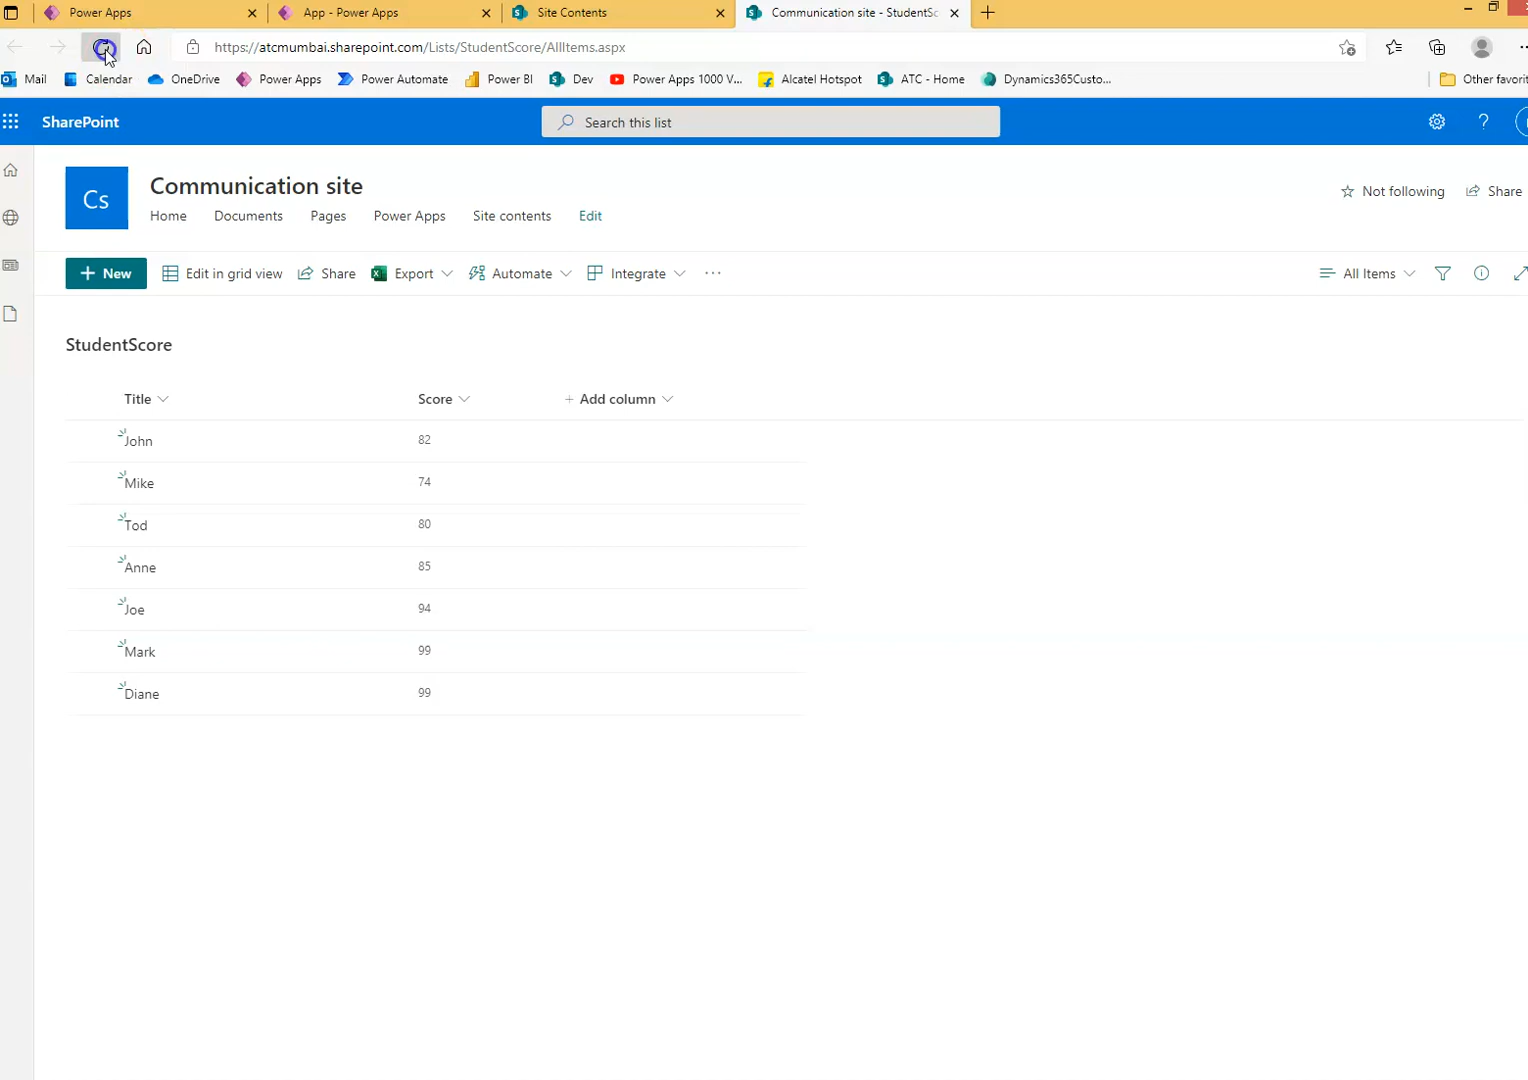 Power Apps
App - Power Apps
Site Contents
Communication site - StudentSc
https://atcmumbai.sharepoint.com/Lists/StudentScore/AllItems.aspx
Mail
Calendar
OneDrive
Power Apps
Power Automate
Power BI
Dev
Power Apps 1000 V...
Alcatel Hotspot
ATC - Home
Dynamics365Custo...
Other favorit
SharePoint
Search this list
?
Cs
Communication site
Home
Documents
Pages
Power Apps
Site contents
Edit
Not following
Share
+ New
Edit in grid view
Share
Export
Automate
Integrate
...
All Items
StudentScore
Title
Score
+ Add column
John 82
Mike 74
Tod 80
Anne 85
Joe 94
Mark 99
Diane 99